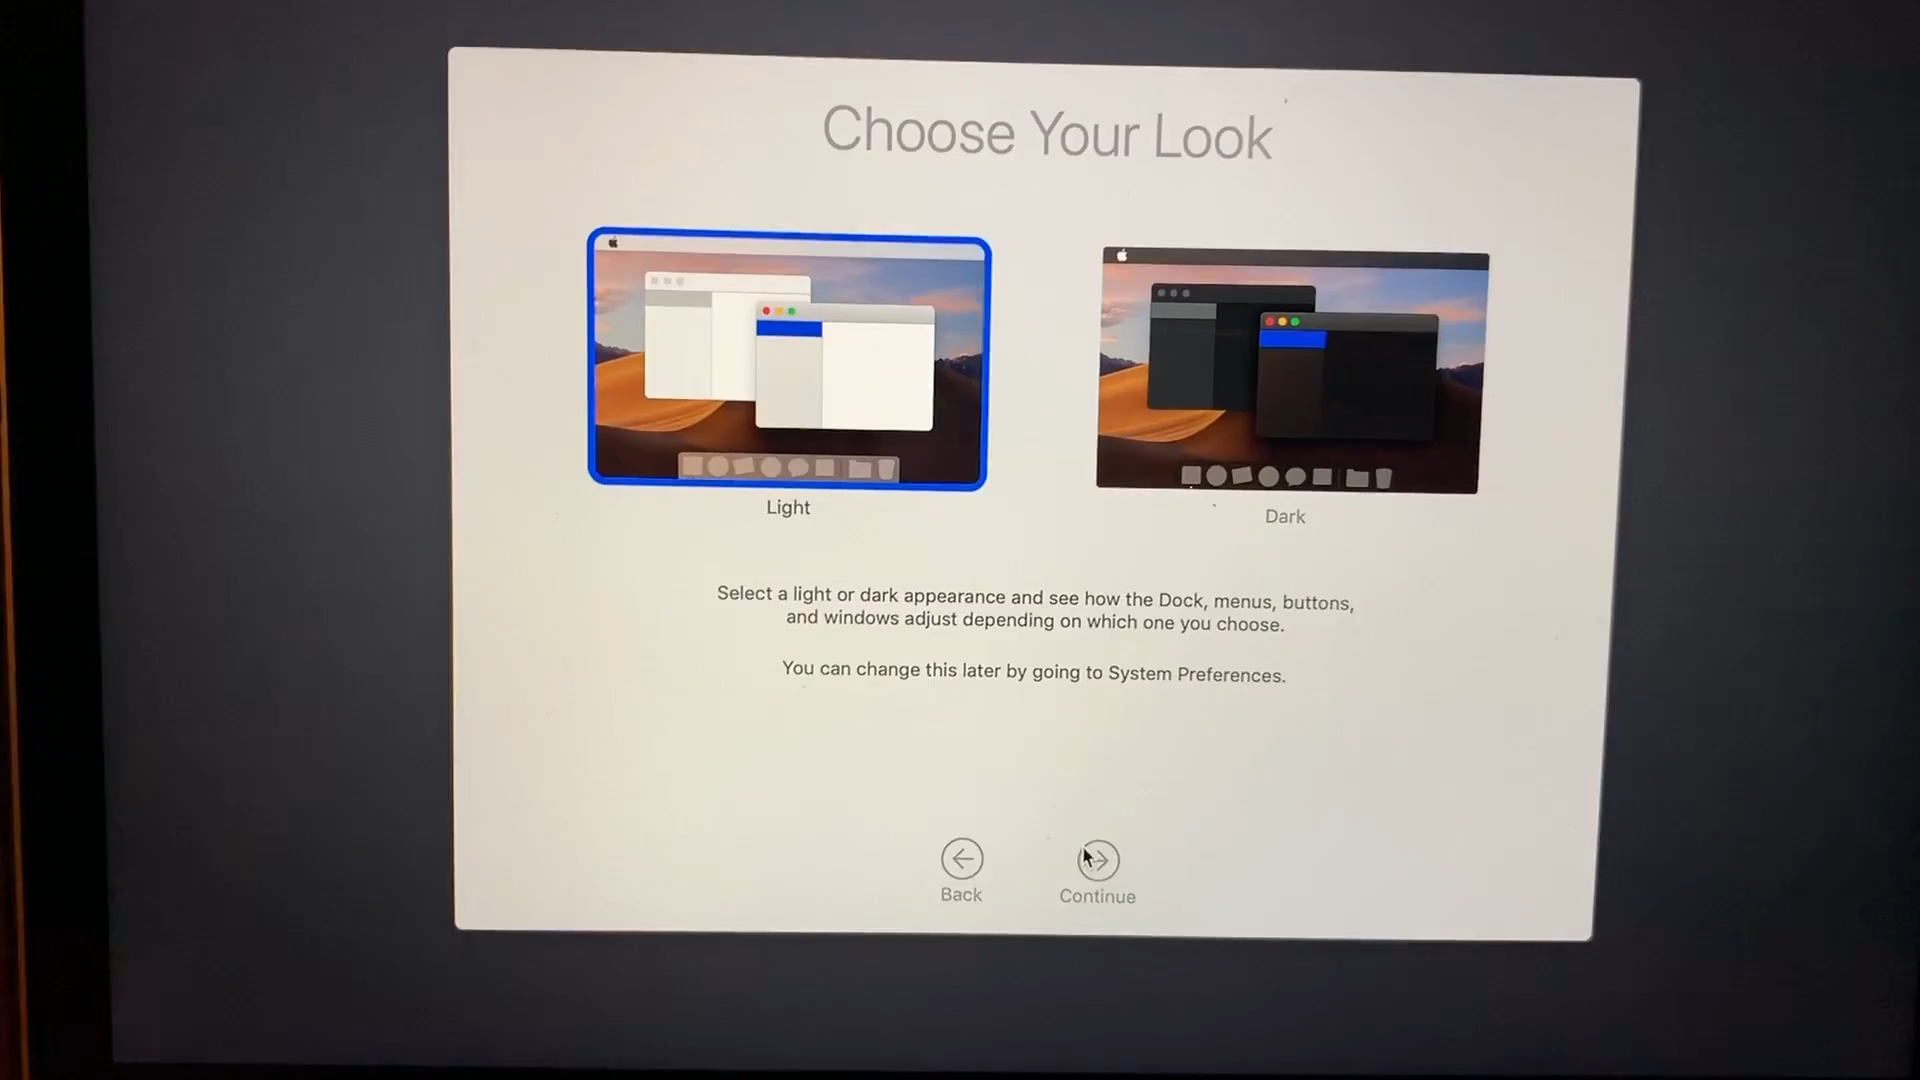 Choose Your Look
Light
Dark
Select a light or dark appearance and see how the Dock, menus, buttons,
and windows adjust depending on which one you choose.
You can change this later by going to System Preferences.
Back
Continue